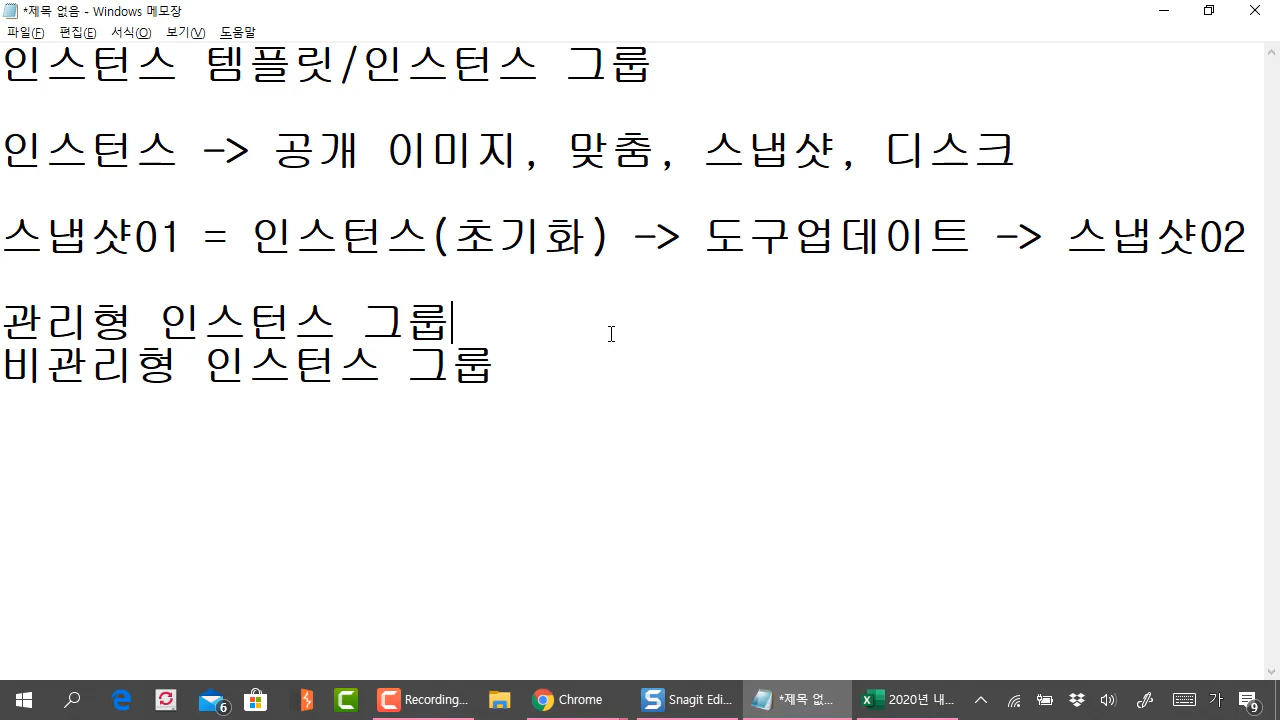 *제목 없음 - Windows 메모장
파일(F) 편집(E) 서식(O) 보기(V) 도움말
인스턴스 템플릿/인스턴스 그룹
인스턴스 -> 공개 이미지, 맞춤, 스냅샷, 디스크
스냅샷01 = 인스턴스(초기화) -> 도구업데이트 -> 스냅샷02
관리형 인스턴스 그룹
비관리형 인스턴스 그룹
6 Recording... Chrome Snagit Edi... *제목 없... 2020년 내... 가 9